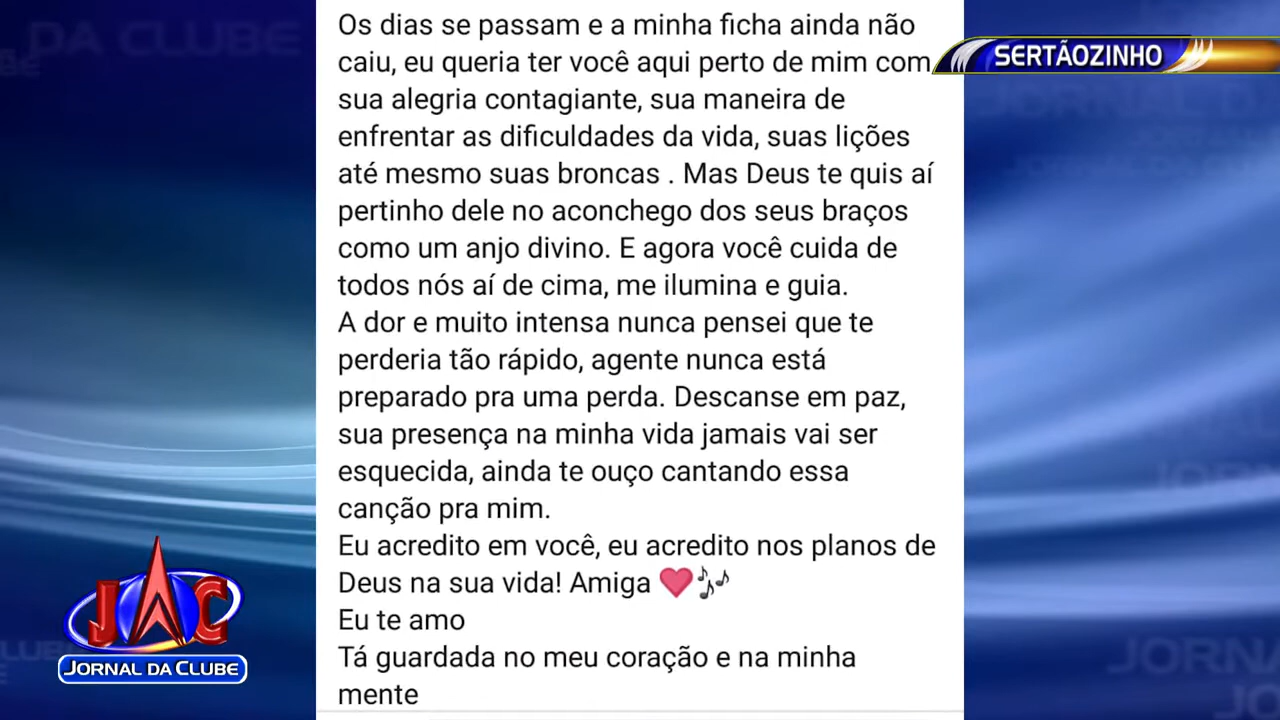 Os dias se passam e a minha ficha ainda não
caiu, eu queria ter você aqui perto de mim com
sua alegria contagiante, sua maneira de
enfrentar as dificuldades da vida, suas lições
até mesmo suas broncas . Mas Deus te quis aí
pertinho dele no aconchego dos seus braços
como um anjo divino. E agora você cuida de
todos nós aí de cima, me ilumina e guia.
A dor e muito intensa nunca pensei que te
perderia tão rápido, agente nunca está
preparado pra uma perda. Descanse em paz,
sua presença na minha vida jamais vai ser
esquecida, ainda te ouço cantando essa
canção pra mim.
Eu acredito em você, eu acredito nos planos de
Deus na sua vida! Amiga ❤️🎶
Eu te amo
Tá guardada no meu coração e na minha
mente
SERTÃOZINHO
JAC
JORNAL DA CLUBE
DA CLUBE